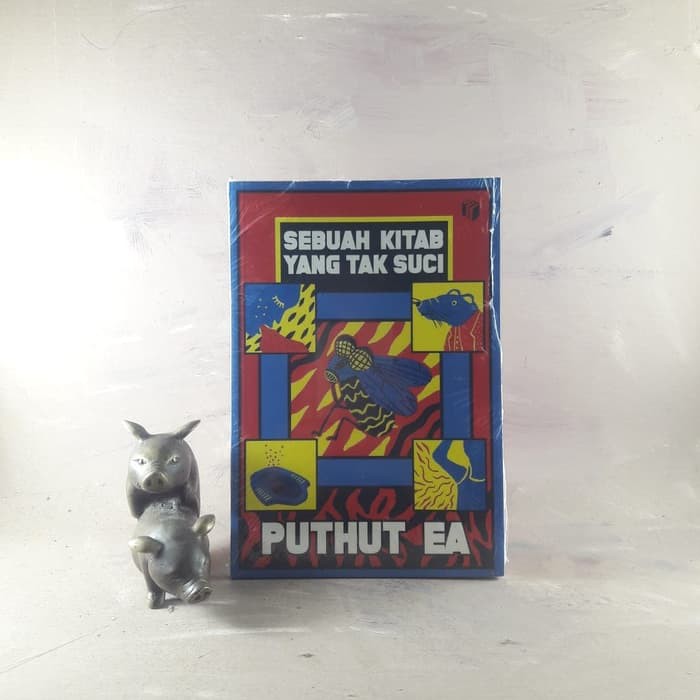 SEBUAH KITAB
YANG TAK SUCI
PUTHUT EA